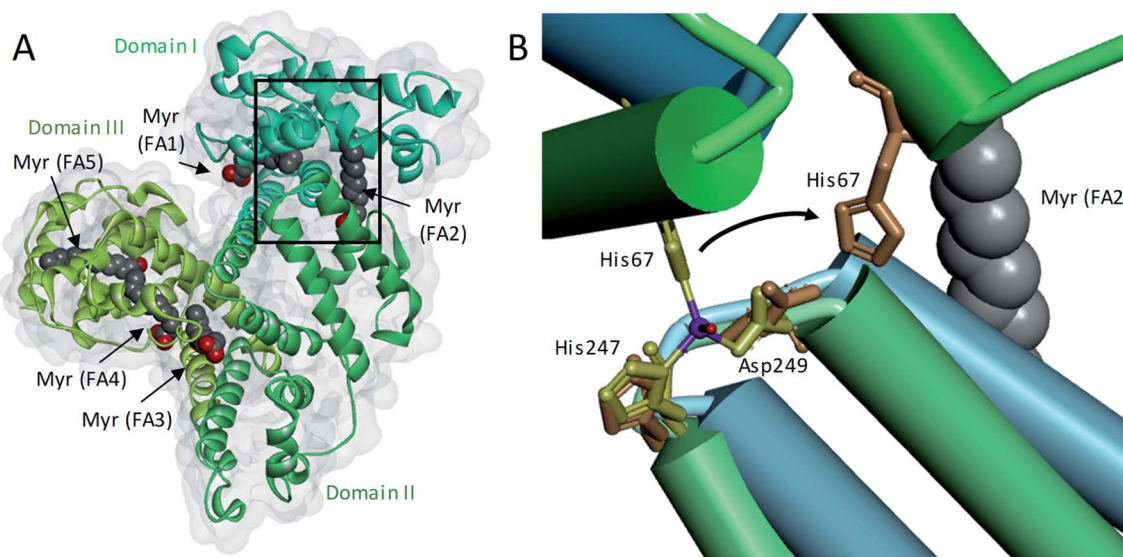 A
Domain I
Domain III
Myr
(FA1)
Myr (FA5)
Myr
(FA2)
Myr (FA4)
Myr (FA3)
Domain II
B
His67
Myr (FA2
His67
His247
Asp249